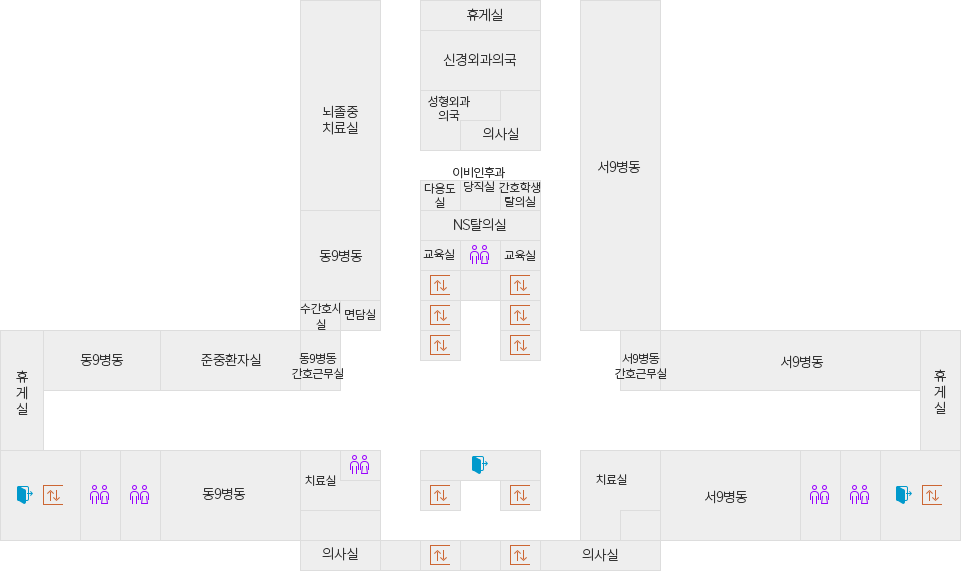 휴게실
신경외과의국
성형외과
의국
의사실
뇌졸중
치료실
서9병동
이비인후과
당직실
다용도
실
간호학생
탈의실
NS탈의실
동9병동
교육실
교육실
수간호사
실
면담실
동9병동
준중환자실
동9병동
간호근무실
서9병동
간호근무실
서9병동
휴
게
실
휴
게
실
치료실
동9병동
치료실
서9병동
의사실
의사실